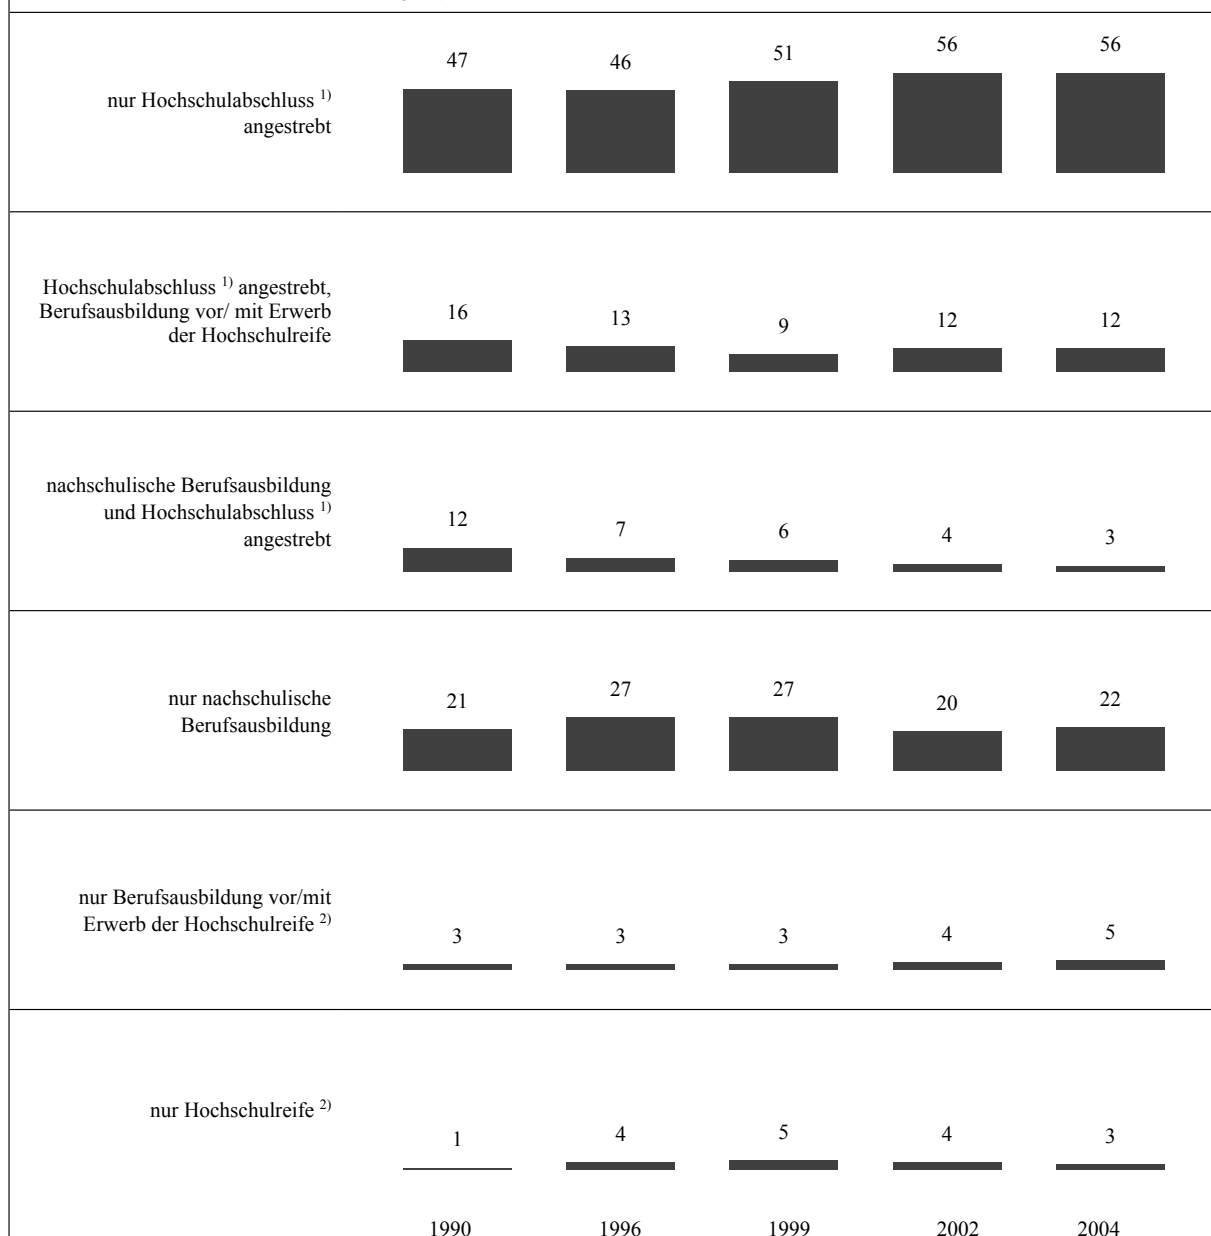 47 46 51 56 56
nur Hochschulabschluss 1)
angestrebt
Hochschulabschluss 1) angestrebt,
Berufsausbildung vor/ mit Erwerb
der Hochschulreife
16 13 9 12 12
nachschulische Berufsausbildung
und Hochschulabschluss 1)
angestrebt
12 7 6 4 3
nur nachschulische
Berufsausbildung
21 27 27 20 22
nur Berufsausbildung vor/mit
Erwerb der Hochschulreife 2)
3 3 3 4 5
nur Hochschulreife 2)
1 4 5 4 3
1990 1996 1999 2002 2004